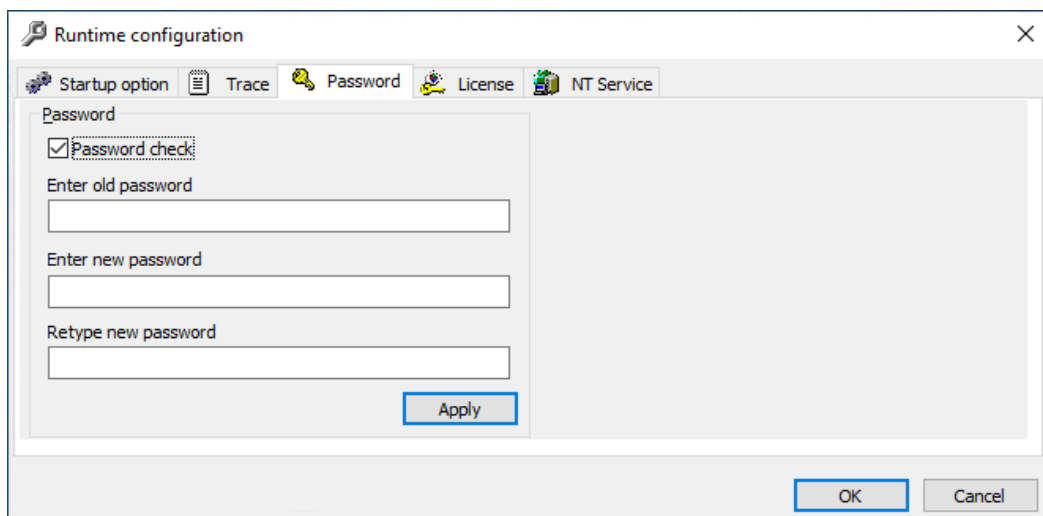 Runtime configuration
Startup option Trace Password License NT Service
Password
Password check
Enter old password
Enter new password
Retype new password
Apply
OK Cancel